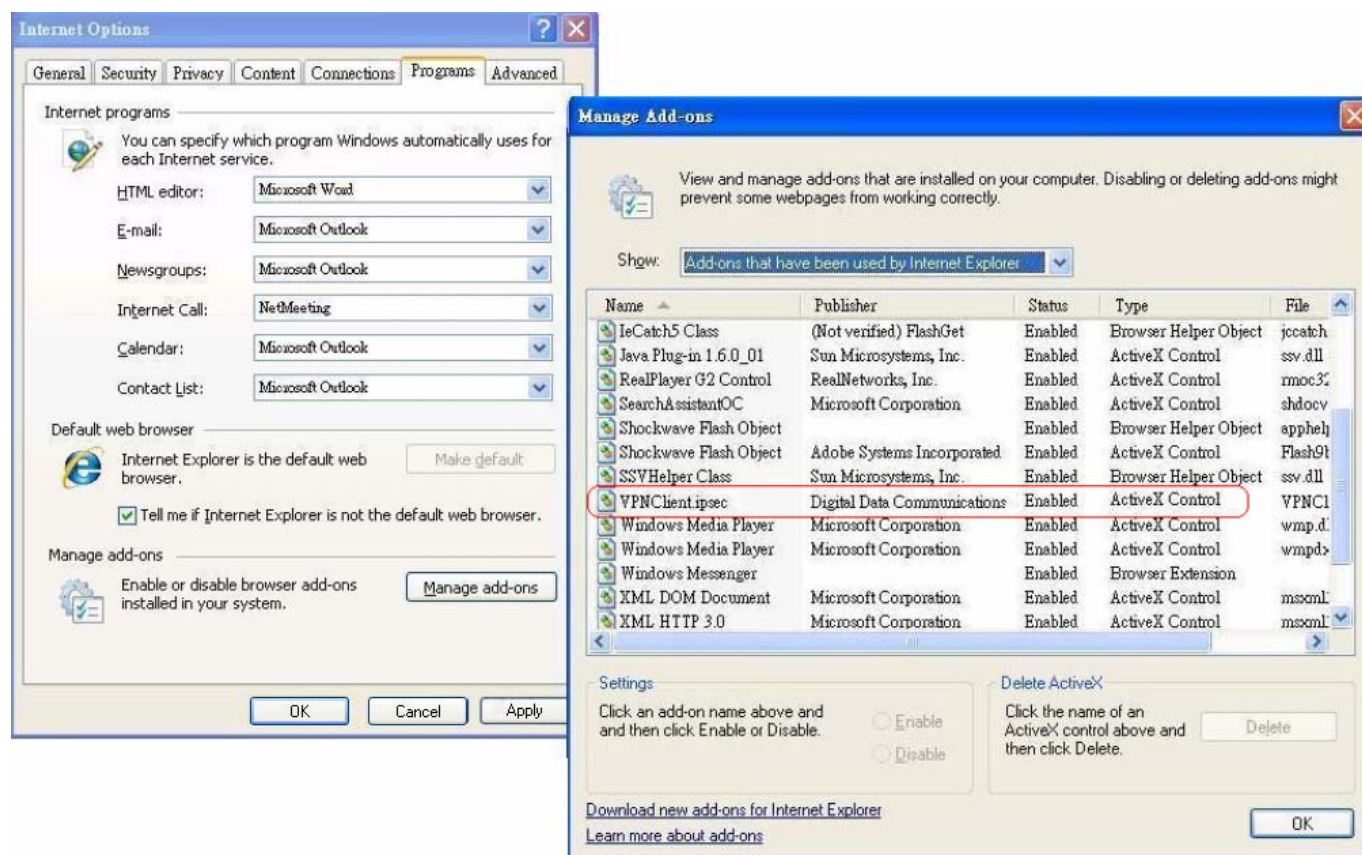 Internet Options
General Security Privacy Content Connections Programs Advanced
Internet programs
You can specify which program Windows automatically uses for
each Internet service.
HTML editor: Microsoft Word
E-mail: Microsoft Outlook
Newsgroups: Microsoft Outlook
Internet Call: NetMeeting
Calendar: Microsoft Outlook
Contact List: Microsoft Outlook
Default web browser
Internet Explorer is the default web
browser.
Make default
Tell me if Internet Explorer is not the default web browser.
Manage add-ons
Enable or disable browser add-ons
installed in your system.
Manage add-ons
OK Cancel Apply
Manage Add-ons
View and manage add-ons that are installed on your computer. Disabling or deleting add-ons might
prevent some webpages from working correctly.
Show: Add-ons that have been used by Internet Explorer
Name Publisher Status Type File
IeCatch5 Class (Not verified) FlashGet Enabled Browser Helper Object jccatch
Java Plug-in 1.6.0_01 Sun Microsystems, Inc. Enabled ActiveX Control ssv.dll
RealPlayer G2 Control RealNetworks, Inc. Enabled ActiveX Control rmoc32
SearchAssistantOC Microsoft Corporation Enabled ActiveX Control shdocv
Shockwave Flash Object Enabled Browser Helper Object apphelp
Shockwave Flash Object Adobe Systems Incorporated Enabled ActiveX Control Flash9b
SSVHelper Class Sun Microsystems, Inc. Enabled Browser Helper Object ssv.dll
VPNClient.ipsec Digital Data Communications Enabled ActiveX Control VPNCl
Windows Media Player Microsoft Corporation Enabled ActiveX Control wmp.d
Windows Media Player Microsoft Corporation Enabled ActiveX Control wmpdx
Windows Messenger Enabled Browser Extension
XML DOM Document Microsoft Corporation Enabled ActiveX Control msxml
XML HTTP 3.0 Microsoft Corporation Enabled ActiveX Control msxml
Settings
Click an add-on name above and
and then click Enable or Disable.
Enable
Disable
Delete ActiveX
Click the name of an
ActiveX control above and
then click Delete.
Delete
Download new add-ons for Internet Explorer
Learn more about add-ons
OK